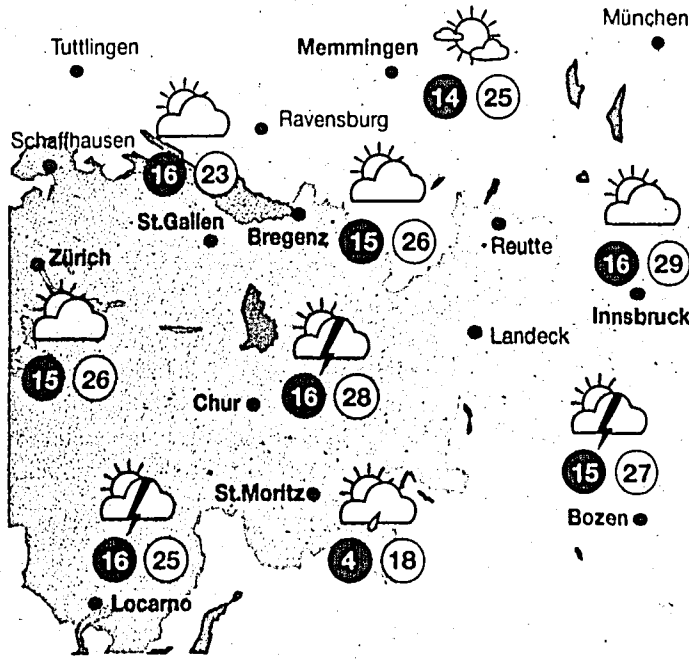 München
Tuttlingen
Memmingen
14 25
Ravensburg
Schaffhausen
16 23
St.Gallen
Bregenz
15 26
Reutte
Zürich
16 29
Innsbruck
Landeck
15 26
Chur
16 28
15 27
St.Moritz
Bozen
16 25
4 18
Locarno